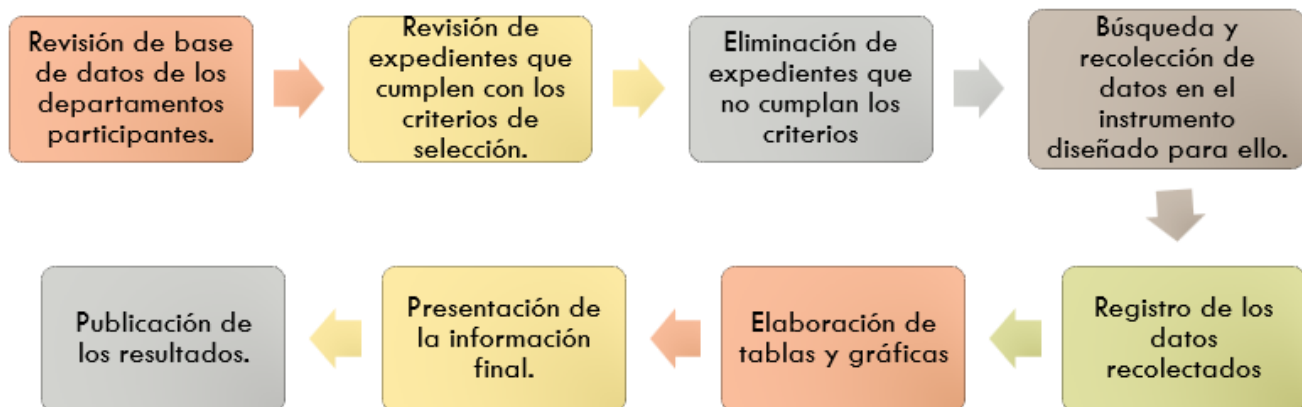 Revisión de base
de datos de los
departamentos
participantes.
Revisión de
expedientes que
cumplen con los
criterios de
selección.
Eliminación de
expedientes que
no cumplan los
criterios
Búsqueda y
recolección de
datos en el
instrumento
diseñado para ello.
Registro de los
datos
recolectados
Elaboración de
tablas y gráficas
Presentación de
la información
final.
Publicación de
los resultados.